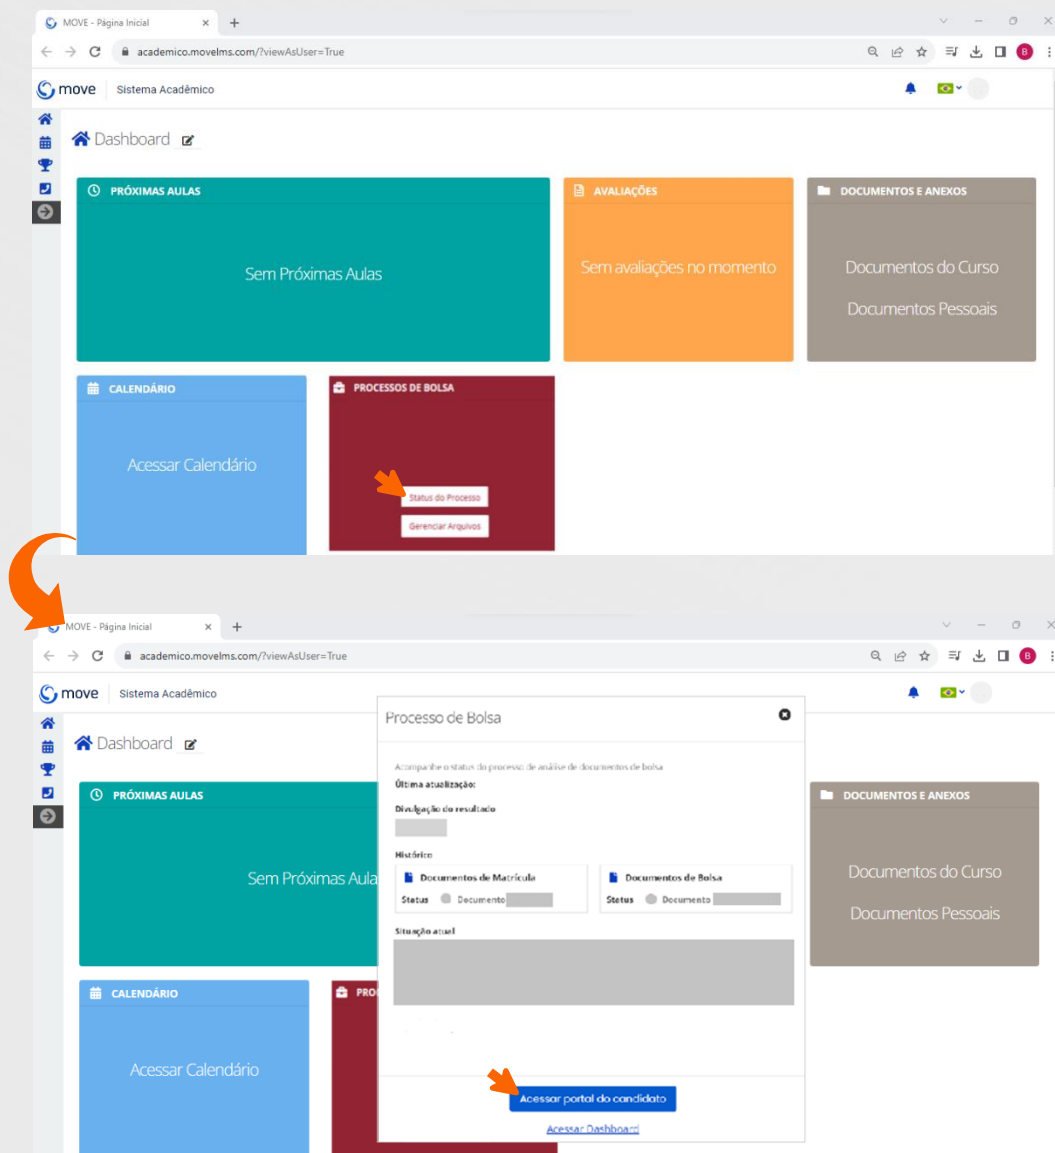 MOVE - Página Inicial
academico.movelms.com/?viewAsUser=True
B
move Sistema Acadêmico
Dashboard
PRÓXIMAS AULAS
Sem Próximas Aulas
AVALIAÇÕES
Sem avaliações no momento
DOCUMENTOS E ANEXOS
Documentos do Curso
Documentos Pessoais
CALENDÁRIO
Acessar Calendário
PROCESSOS DE BOLSA
Status do Processo
Gerenciar Arquivos
MOVE - Página Inicial
academico.movelms.com/?viewAsUser=True
B
move Sistema Acadêmico
Dashboard
PRÓXIMAS AULAS
Sem Próximas Aula
DOCUMENTOS E ANEXOS
Documentos do Curso
Documentos Pessoais
CALENDÁRIO
Acessar Calendário
PRO
Processo de Bolsa
Acompanhe o status do processo de análise de documentos de bolsa
Última atualização:
Divulgação do resultado
Histórico
Documentos de Matrícula
Status Documento
Documentos de Bolsa
Status Documento
Situação atual
Acessar portal do candidato
Acessar Dashboard